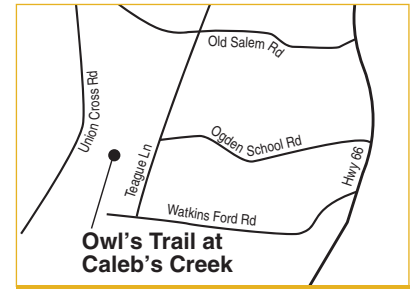 Old Salem Rd
Union Cross Rd
Ogden School Rd
Teague Ln
Hwy 66
Watkins Ford Rd
Owl's Trail at
Caleb's Creek